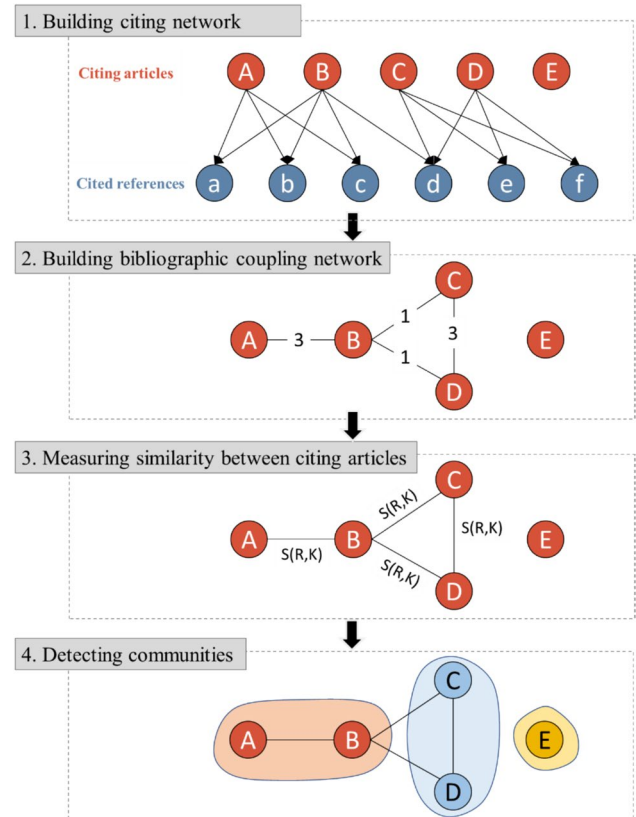 1. Building citing network
Citing articles
A B C D E
Cited references
a b c d e f
2. Building bibliographic coupling network
C
1
A 3 B 3 E
1
D
3. Measuring similarity between citing articles
C
S(R,K)
A B S(R,K) E
S(R,K)
S(R,K)
D
4. Detecting communities
C
A B E
D